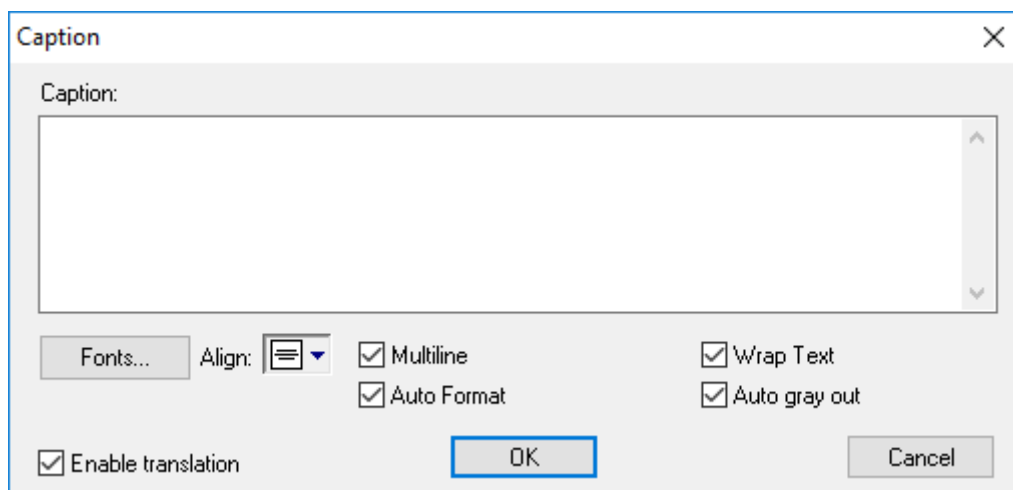 Caption
Caption:
Fonts... Align: Multiline Wrap Text
Auto Format Auto gray out
Enable translation OK Cancel